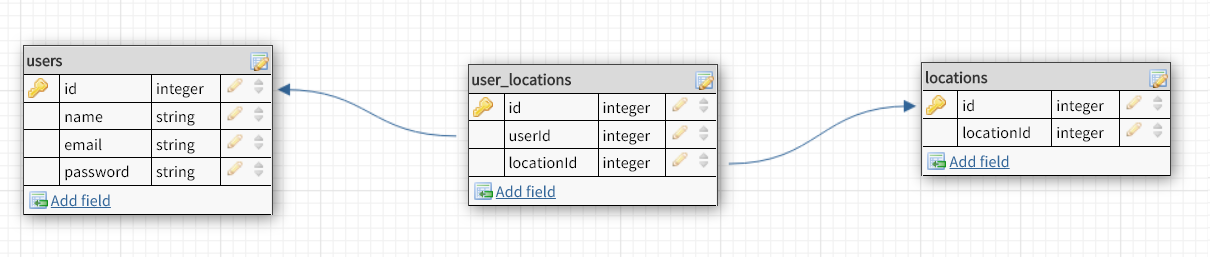 users
id integer
name string
email string
password string
Add field
user_locations
id integer
userId integer
locationId integer
Add field
locations
id integer
locationId integer
Add field